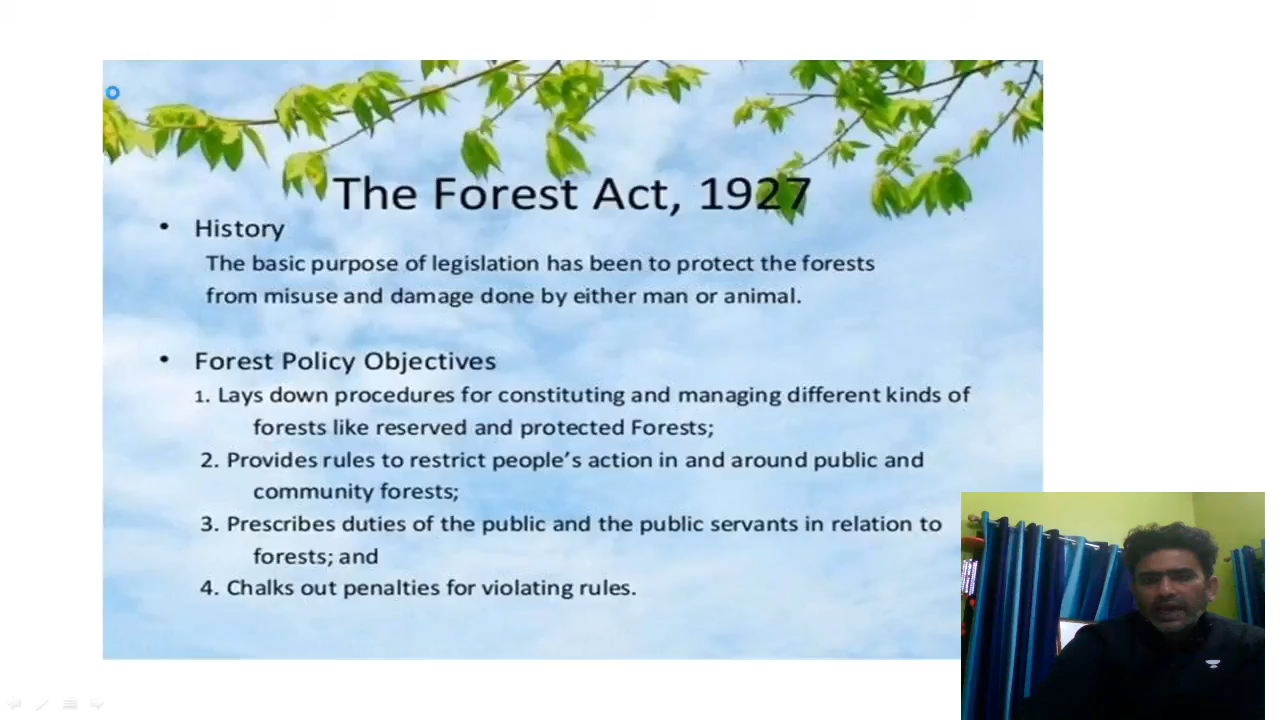 The Forest Act, 1927
• History
The basic purpose of legislation has been to protect the forests
from misuse and damage done by either man or animal.
• Forest Policy Objectives
1. Lays down procedures for constituting and managing different kinds of
forests like reserved and protected Forests;
2. Provides rules to restrict people's action in and around public and
community forests;
3. Prescribes duties of the public and the public servants in relation to
forests; and
4. Chalks out penalties for violating rules.